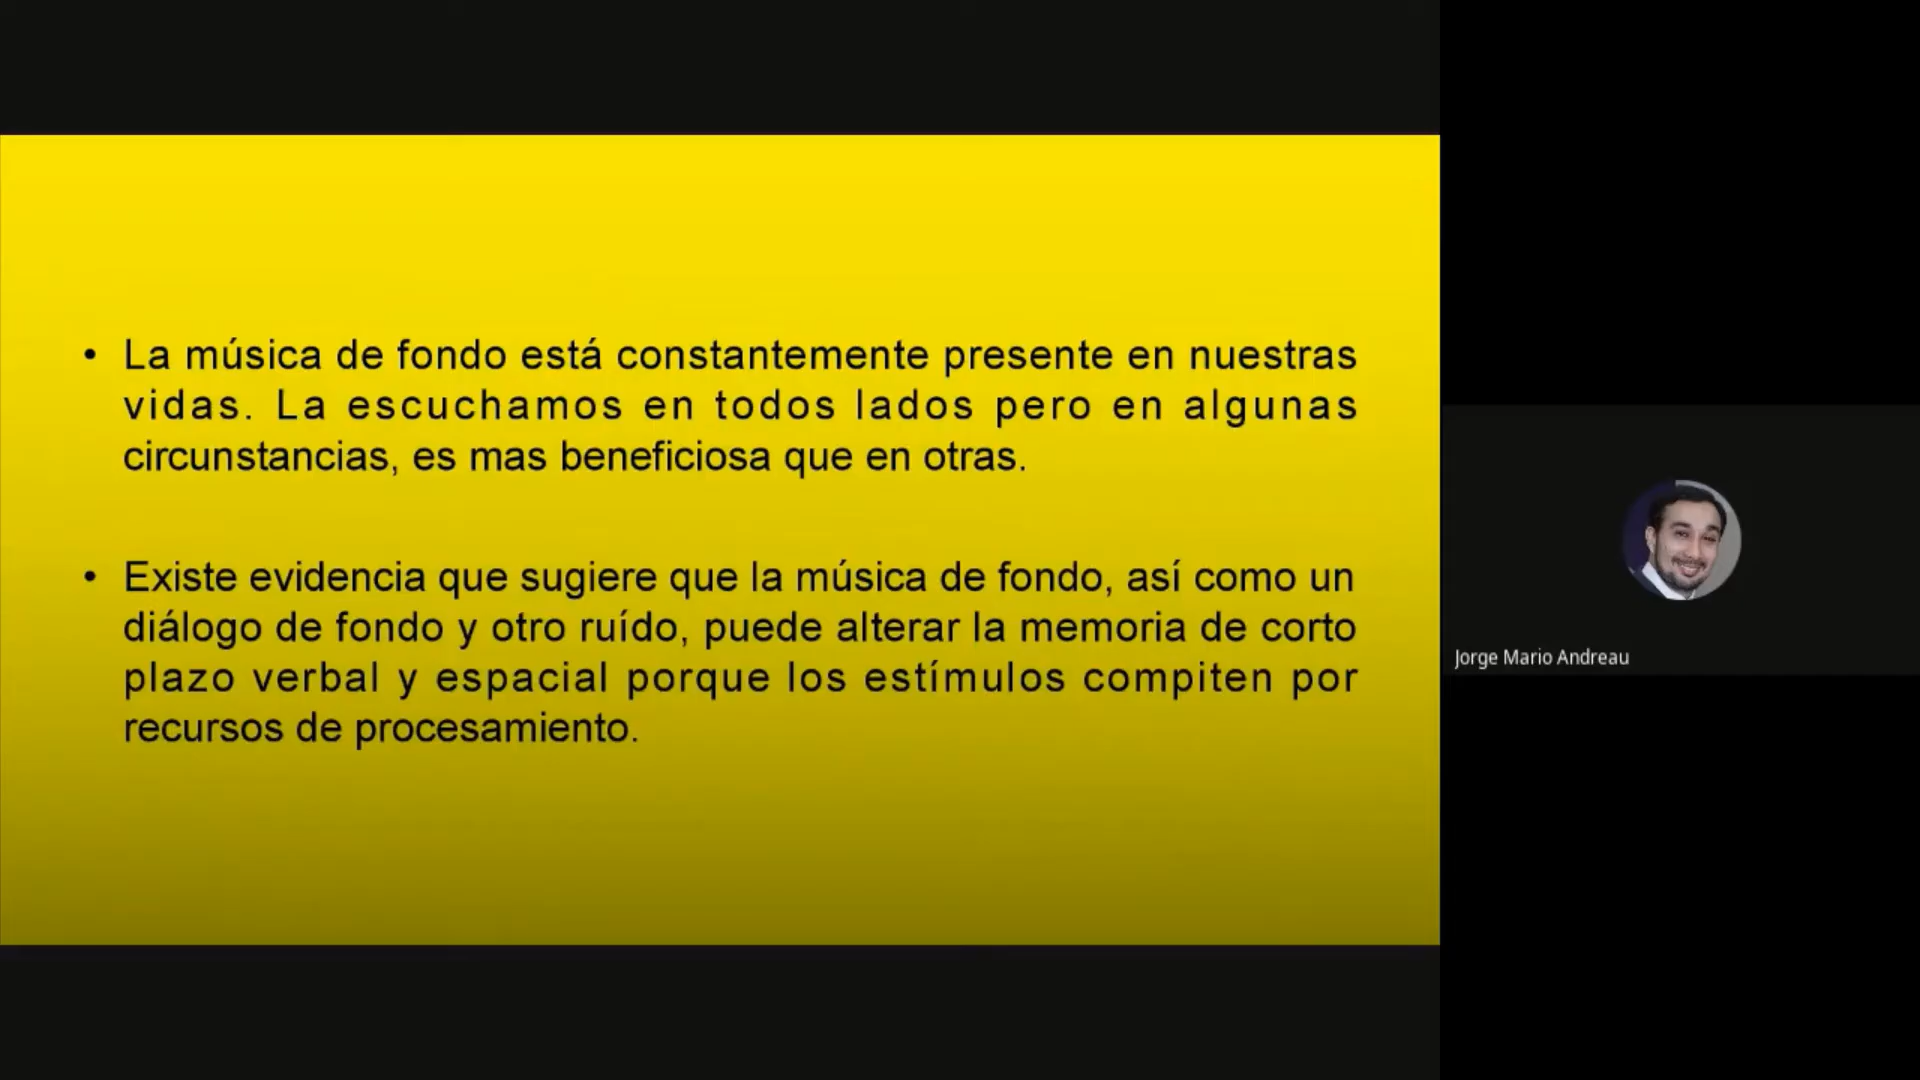 • La música de fondo está constantemente presente en nuestras
vidas. La escuchamos en todos lados pero en algunas
circunstancias, es mas beneficiosa que en otras.
• Existe evidencia que sugiere que la música de fondo, así como un
diálogo de fondo y otro ruído, puede alterar la memoria de corto
plazo verbal y espacial porque los estímulos compiten por
recursos de procesamiento.
Jorge Mario Andreau